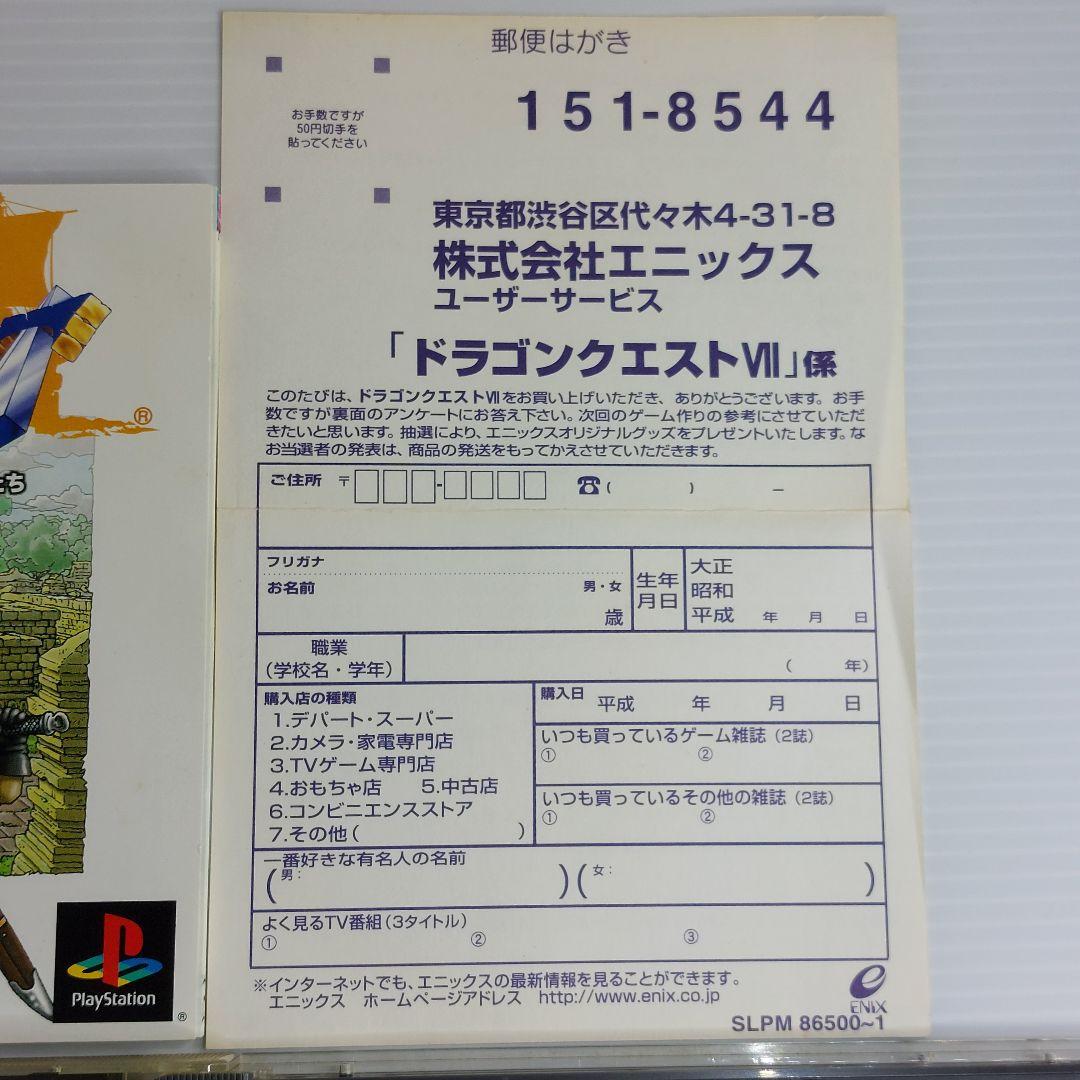 郵便はがき
お手数ですが
50円切手を
貼ってください
151-8544
東京都渋谷区代々木4-31-8
株式会社エニックス
ユーザーサービス
「ドラゴンクエストⅦ」係
このたびは、ドラゴンクエストⅦをお買い上げいただき、ありがとうございます。お手
数ですが裏面のアンケートにお答え下さい。次回のゲーム作りの参考にさせていただ
きたいと思います。抽選により、エニックスオリジナルグッズをプレゼントいたします。な
お当選者の発表は、商品の発送をもってかえさせていただきます。
ご住所 〒 - ☎( ) –
フリガナ
お名前 男・女
歳
生年
月日
大正
昭和
平成 年 月 日
職業
(学校名・学年)
( 年)
購入店の種類
1.デパート・スーパー
2.カメラ・家電専門店
3.TVゲーム専門店
4.おもちゃ店 5.中古店
6.コンビニエンスストア
7.その他( )
購入日 平成 年 月 日
いつも買っているゲーム雑誌(2誌)
① ②
いつも買っているその他の雑誌(2誌)
① ②
一番好きな有名人の名前
(男: )(女: )
よく見るTV番組(3タイトル)
① ② ③
※インターネットでも、エニックスの最新情報を見ることができます。
エニックス ホームページアドレス http://www.enix.co.jp
ENIX
SLPM 86500~1
®
たち
PlayStation
®